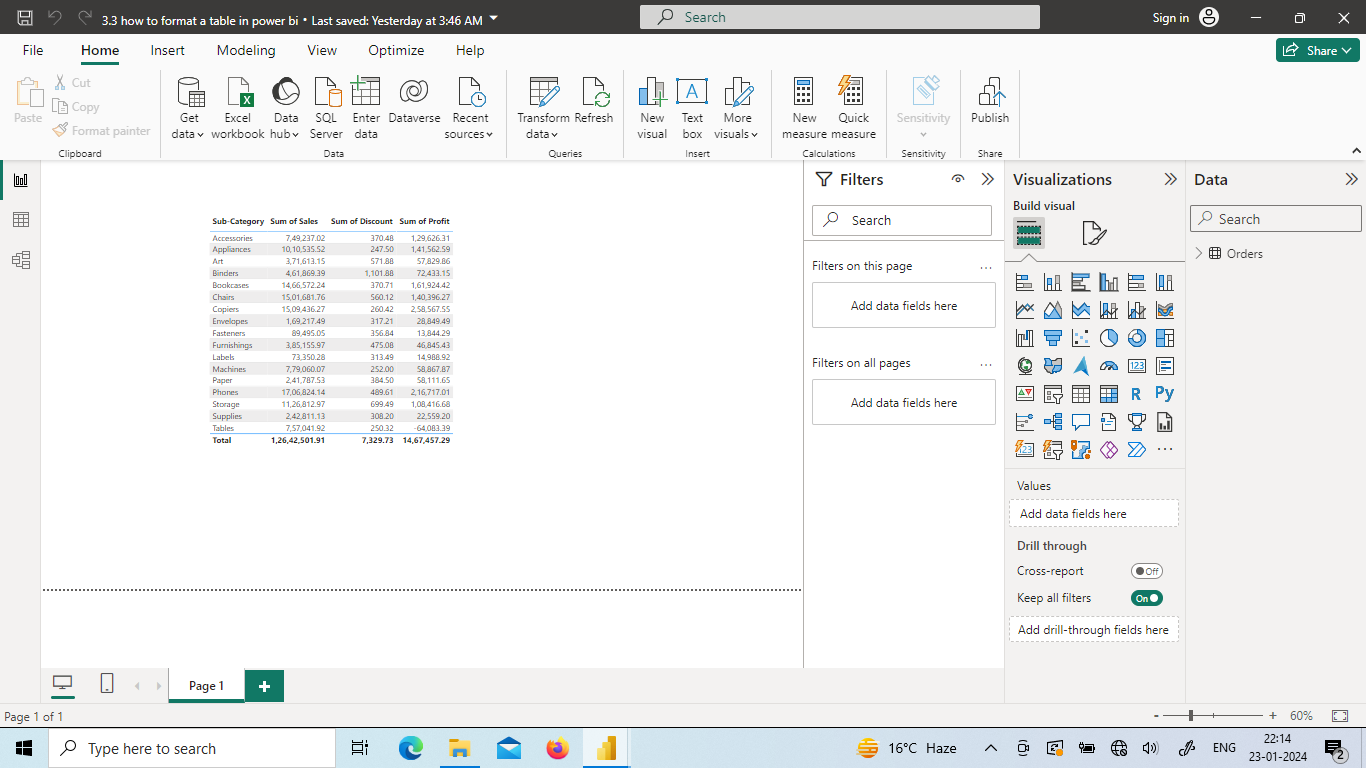 3.3 how to format a table in power bi • Last saved: Yesterday at 3:46 AM
Search
Sign in
File Home Insert Modeling View Optimize Help
Share
Paste
Cut
Copy
Format painter
Clipboard
Get data
Excel workbook
Data hub
SQL Server
Enter data
Dataverse
Recent sources
Data
Transform data
Refresh
Queries
New visual
Text box
More visuals
Insert
New measure
Quick measure
Calculations
Sensitivity
Sensitivity
Publish
Share
Sub-Category Sum of Sales Sum of Discount Sum of Profit
Accessories 7,49,237.02 370.48 1,29,626.31
Appliances 10,10,535.52 247.50 1,41,562.59
Art 3,71,613.15 571.88 57,829.86
Binders 4,61,869.39 1,101.88 72,433.15
Bookcases 14,66,572.24 370.71 1,61,924.42
Chairs 15,01,681.76 560.12 1,40,396.27
Copiers 15,09,436.27 260.42 2,58,567.55
Envelopes 1,69,217.49 317.21 28,849.49
Fasteners 89,495.05 356.84 13,844.29
Furnishings 3,85,155.97 475.08 46,845.43
Labels 73,350.28 313.49 14,988.92
Machines 7,79,060.07 252.00 58,867.87
Paper 2,41,787.53 384.50 58,111.65
Phones 17,06,824.14 489.61 2,16,717.01
Storage 11,26,812.97 699.49 1,08,416.68
Supplies 2,42,811.13 308.20 22,559.20
Tables 7,57,041.92 250.32 -64,083.39
Total 1,26,42,501.91 7,329.73 14,67,457.29
Filters
Search
Filters on this page ...
Add data fields here
Filters on all pages ...
Add data fields here
Visualizations
Build visual
123
R
Py
123
...
Values
Add data fields here
Drill through
Cross-report Off
Keep all filters On
Add drill-through fields here
Data
Search
Orders
Page 1
+
Page 1 of 1
- + 60%
Type here to search
16°C Haze
ENG
22:14
23-01-2024
2